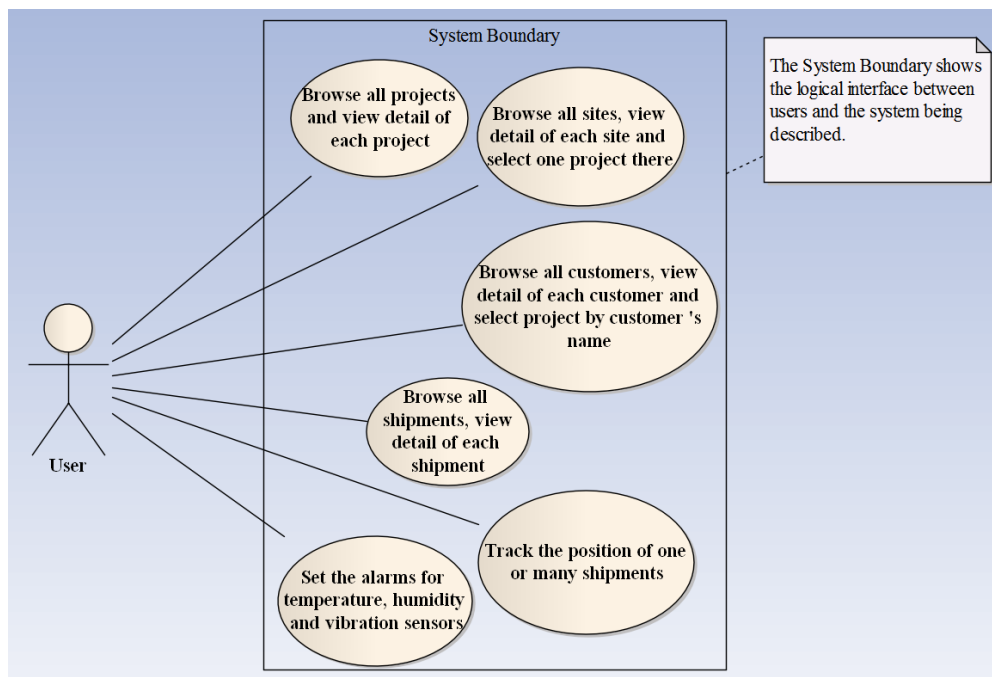 System Boundary
The System Boundary shows
the logical interface between
users and the system being
described.
Browse all projects
and view detail of
each project
Browse all sites, view
detail of each site and
select one project there
Browse all customers, view
detail of each customer and
select project by customer 's
name
Browse all
shipments, view
detail of each
shipment
User
Track the position of one
or many shipments
Set the alarms for
temperature, humidity
and vibration sensors